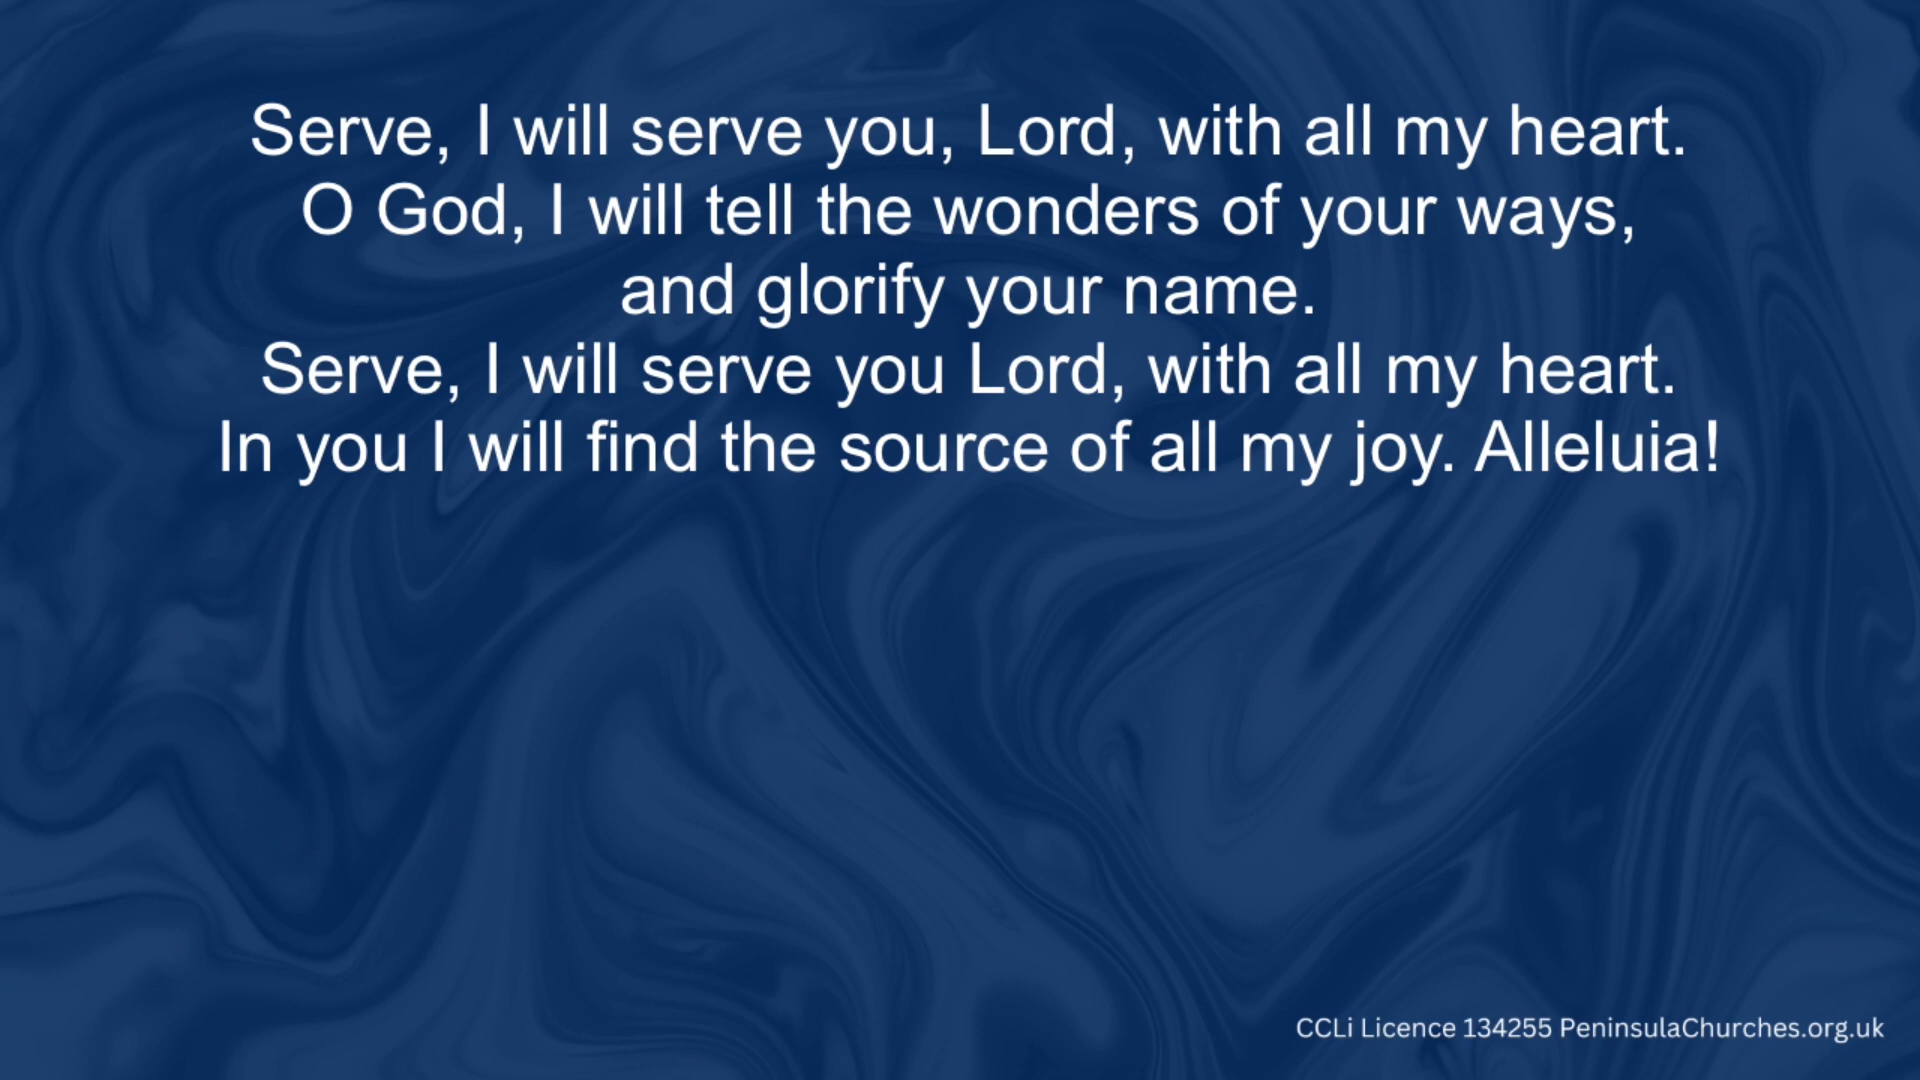 Serve, I will serve you, Lord, with all my heart.
O God, I will tell the wonders of your ways,
and glorify your name.
Serve, I will serve you Lord, with all my heart.
In you I will find the source of all my joy. Alleluia!
CCLi Licence 134255 PeninsulaChurches.org.uk